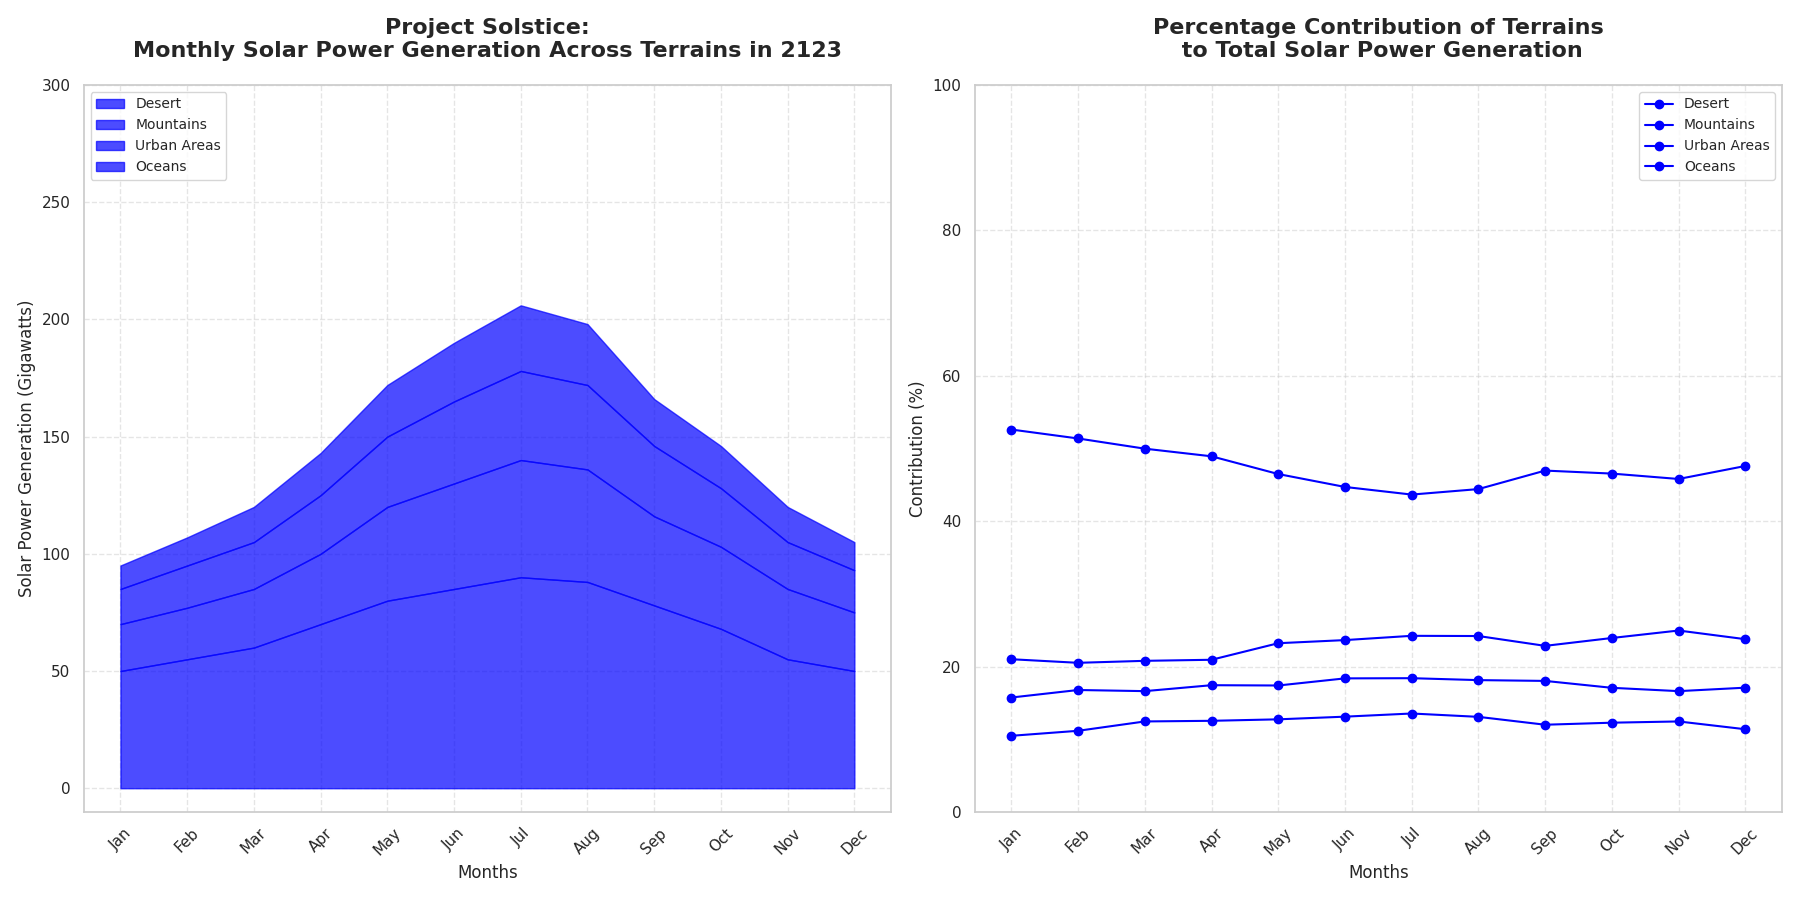 Project Solstice:
Monthly Solar Power Generation Across Terrains in 2123
300
250
200
150
100
50
0
Solar Power Generation (Gigawatts)
Desert
Mountains
Urban Areas
Oceans
Jan
Feb
Mar
Apr
May
Jun
Jul
Aug
Sep
Oct
Nov
Dec
Months
Percentage Contribution of Terrains
to Total Solar Power Generation
100
80
60
40
20
0
Contribution (%)
Desert
Mountains
Urban Areas
Oceans
Jan
Feb
Mar
Apr
May
Jun
Jul
Aug
Sep
Oct
Nov
Dec
Months